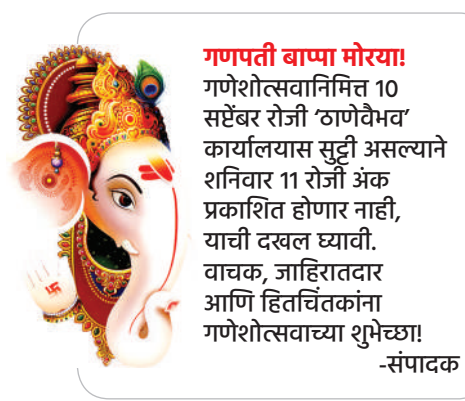 गणपती बाप्पा मोरया!
गणेशोत्सवानिमित्त 10
सप्टेंबर रोजी ‘ठाणेवैभव’
कार्यालयास सुट्टी असल्याने
शनिवार 11 रोजी अंक
प्रकाशित होणार नाही,
याची दखल घ्यावी.
वाचक, जाहिरातदार
आणि हितचिंतकांना
गणेशोत्सवाच्या शुभेच्छा!
-संपादक